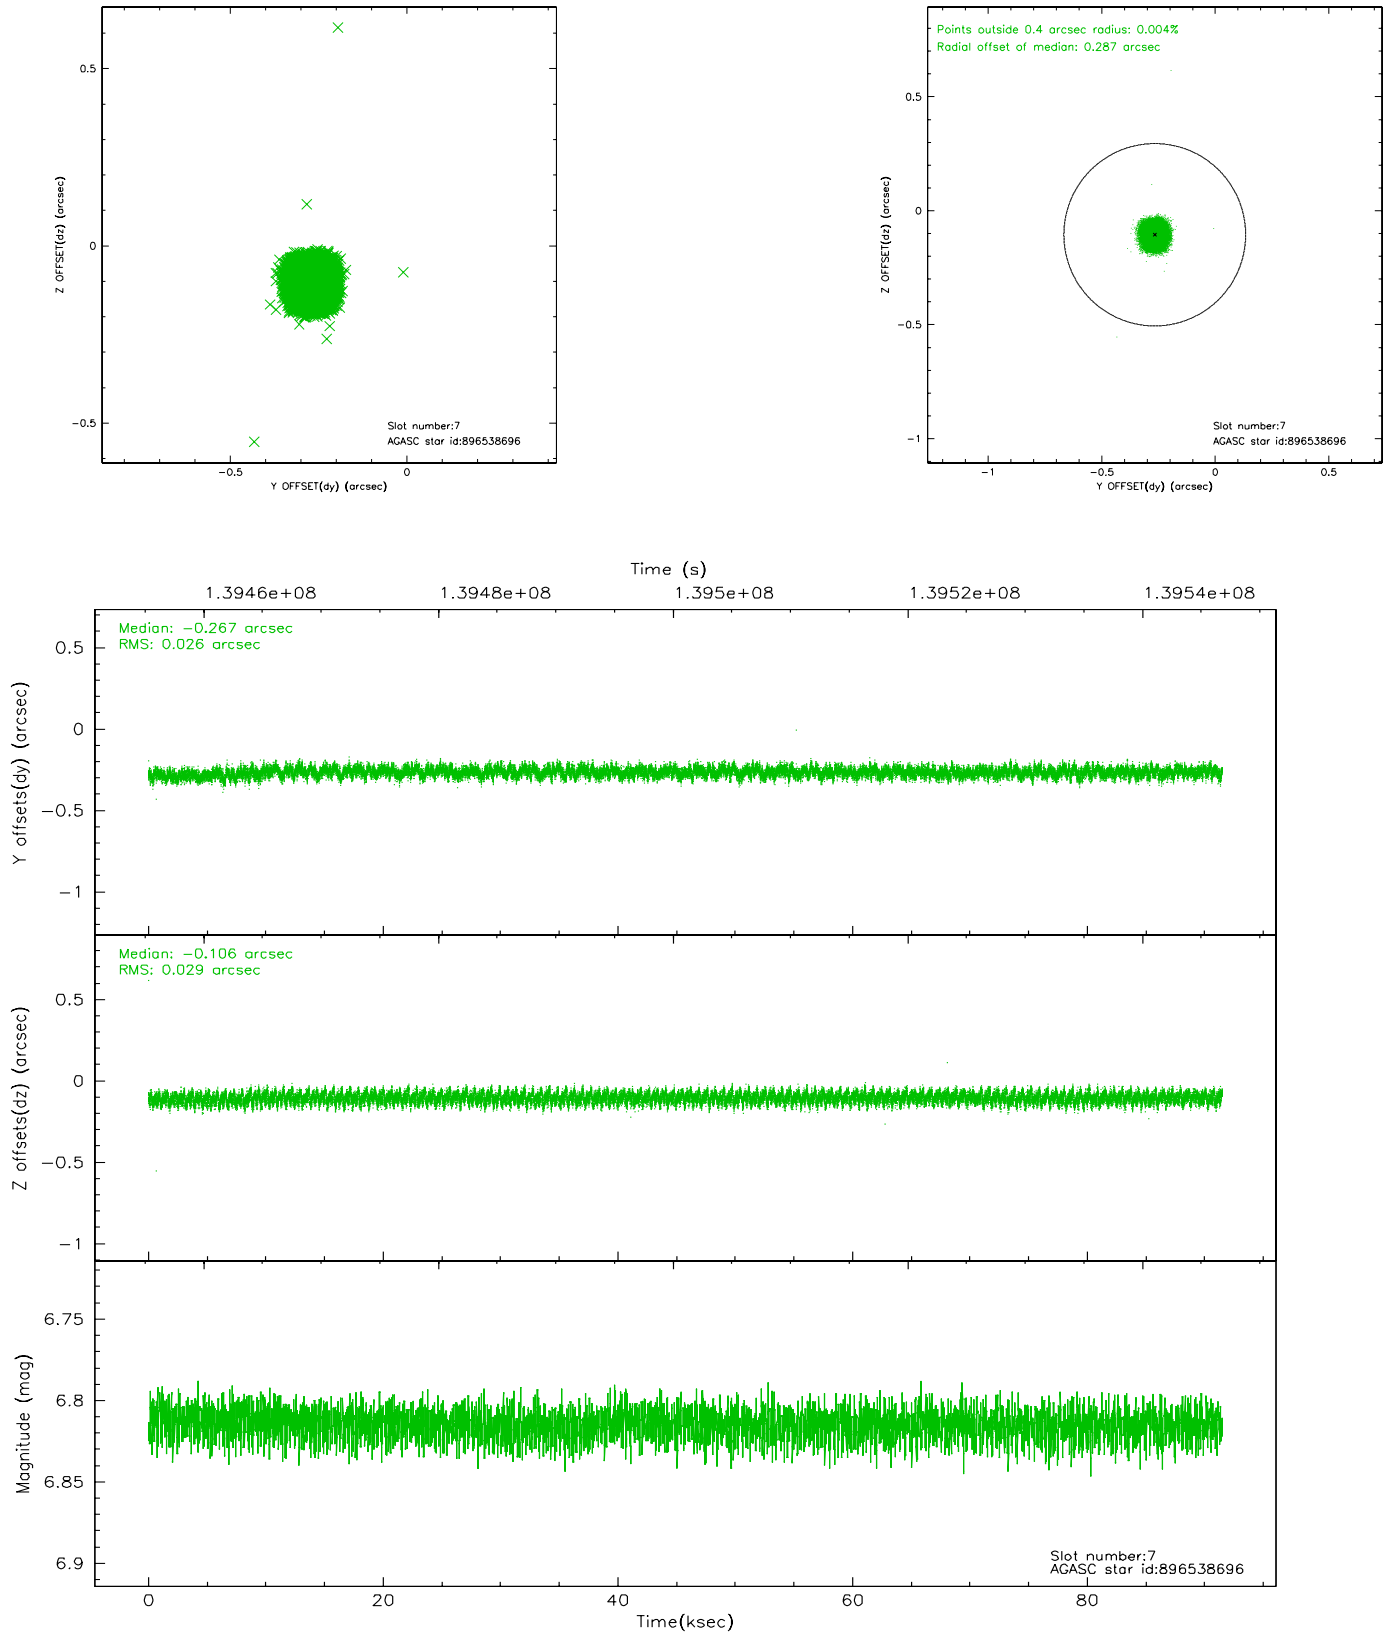 0.5
0
−0.5
Z OFFSET(dz) (arcsec)
Slot number:7
AGASC star id:896538696
−0.5
0
Y OFFSET(dy) (arcsec)
Points outside 0.4 arcsec radius: 0.004%
Radial offset of median: 0.287 arcsec
0.5
0
−0.5
−1
Z OFFSET(dz) (arcsec)
Slot number:7
AGASC star id:896538696
−1
−0.5
0
0.5
Y OFFSET(dy) (arcsec)
Time (s)
1.3946e+08
1.3948e+08
1.395e+08
1.3952e+08
1.3954e+08
Median: −0.267 arcsec
RMS: 0.026 arcsec
0.5
0
−0.5
−1
Y offsets(dy) (arcsec)
Median: −0.106 arcsec
RMS: 0.029 arcsec
0.5
0
−0.5
−1
Z offsets(dz) (arcsec)
6.75
6.8
6.85
6.9
Magnitude (mag)
Slot number:7
AGASC star id:896538696
0
20
40
60
80
Time(ksec)